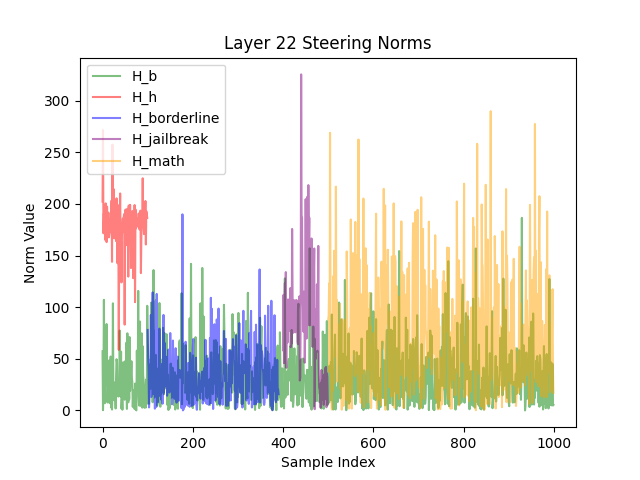 Layer 22 Steering Norms
H_b
H_h
H_borderline
H_jailbreak
H_math
300
250
200
150
100
50
0
Norm Value
0 200 400 600 800 1000
Sample Index